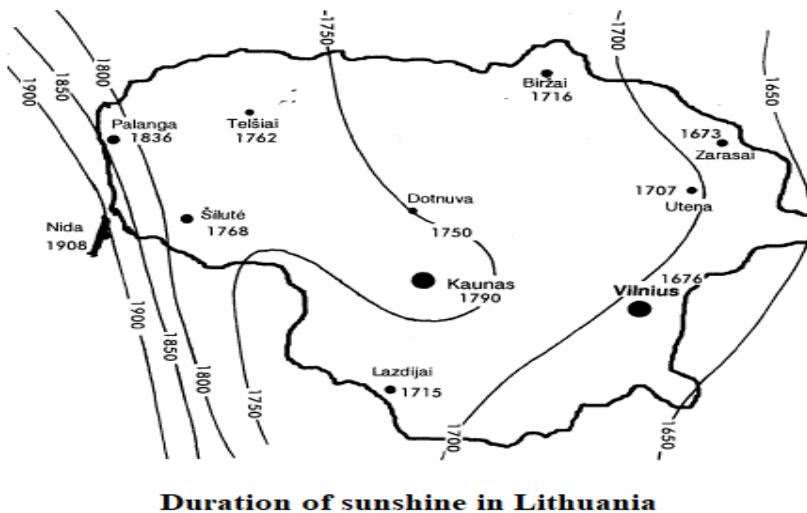 -1750
-1700
1800
1850
1900
1650
Biržai
1716
Palanga
1836
Telšiai
1762
1673
Zarasai
1707
Utena
Dotnuva
1750
Šilutė
1768
Nida
1908
Kaunas
1790
1676
Vilnius
1900
1850
1800
1750
Lazdijai
1715
1700
1650
Duration of sunshine in Lithuania